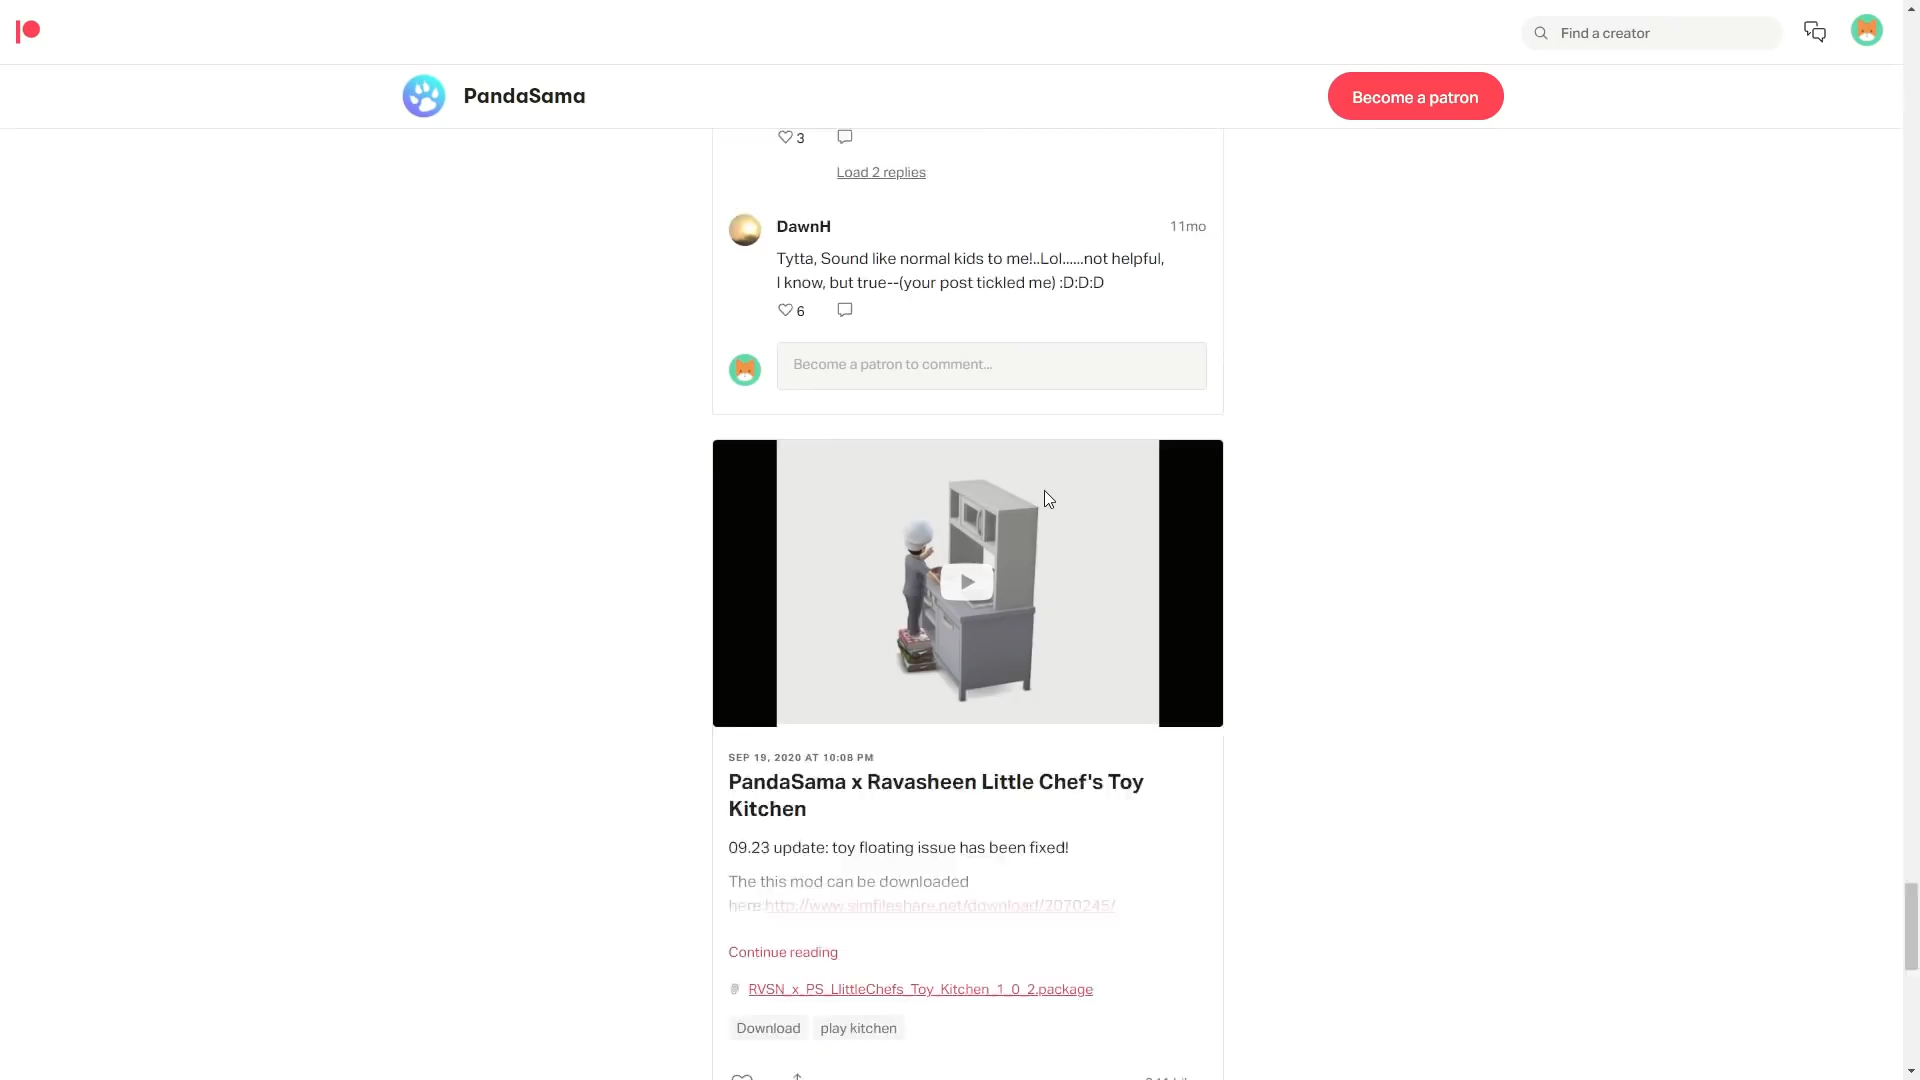 Find a creator
PandaSama
Become a patron
3
Load 2 replies
DawnH
11mo
Tytta, Sound like normal kids to me!..Lol......not helpful,
I know, but true--(your post tickled me) :D:D:D
6
Become a patron to comment...
SEP 19, 2020 AT 10:08 PM
PandaSama x Ravasheen Little Chef's Toy
Kitchen
09.23 update: toy floating issue has been fixed!
The this mod can be downloaded
here:http://www.simfileshare.net/download/2070245/
Continue reading
RVSN_x_PS_LlittleChefs_Toy_Kitchen_1_0_2.package
Download
play kitchen